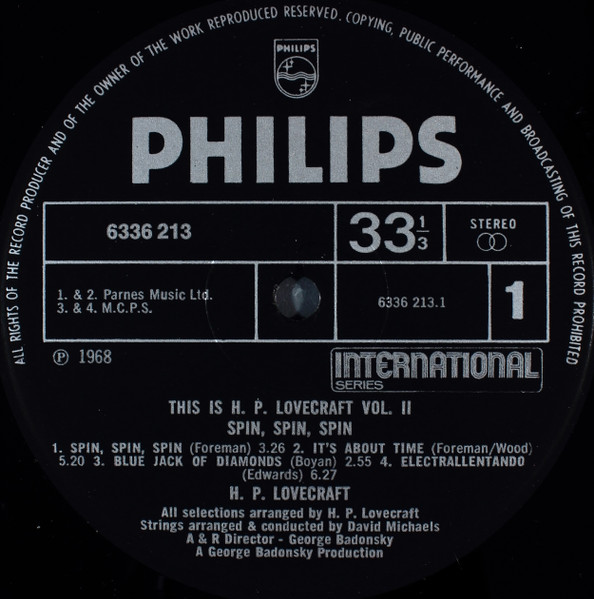 ALL RIGHTS OF THE RECORD PRODUCER AND OF THE OWNER OF THE WORK REPRODUCED RESERVED. COPYING, PUBLIC PERFORMANCE AND BROADCASTING OF THIS RECORD PROHIBITED
PHILIPS
PHILIPS
6336 213
33 1/3
STEREO
1. & 2. Parnes Music Ltd.
3. & 4. M.C.P.S.
6336 213.1
1
℗ 1968
INTERNATIONAL
SERIES
THIS IS H. P. LOVECRAFT VOL. II
SPIN, SPIN, SPIN
1. SPIN, SPIN, SPIN (Foreman) 3.26 2. IT'S ABOUT TIME (Foreman/Wood)
5.20 3. BLUE JACK OF DIAMONDS (Boyan) 2.55 4. ELECTRALLENTANDO
(Edwards) 6.27
H. P. LOVECRAFT
All selections arranged by H. P. Lovecraft
Strings arranged & conducted by David Michaels
A & R Director - George Badonsky
A George Badonsky Production